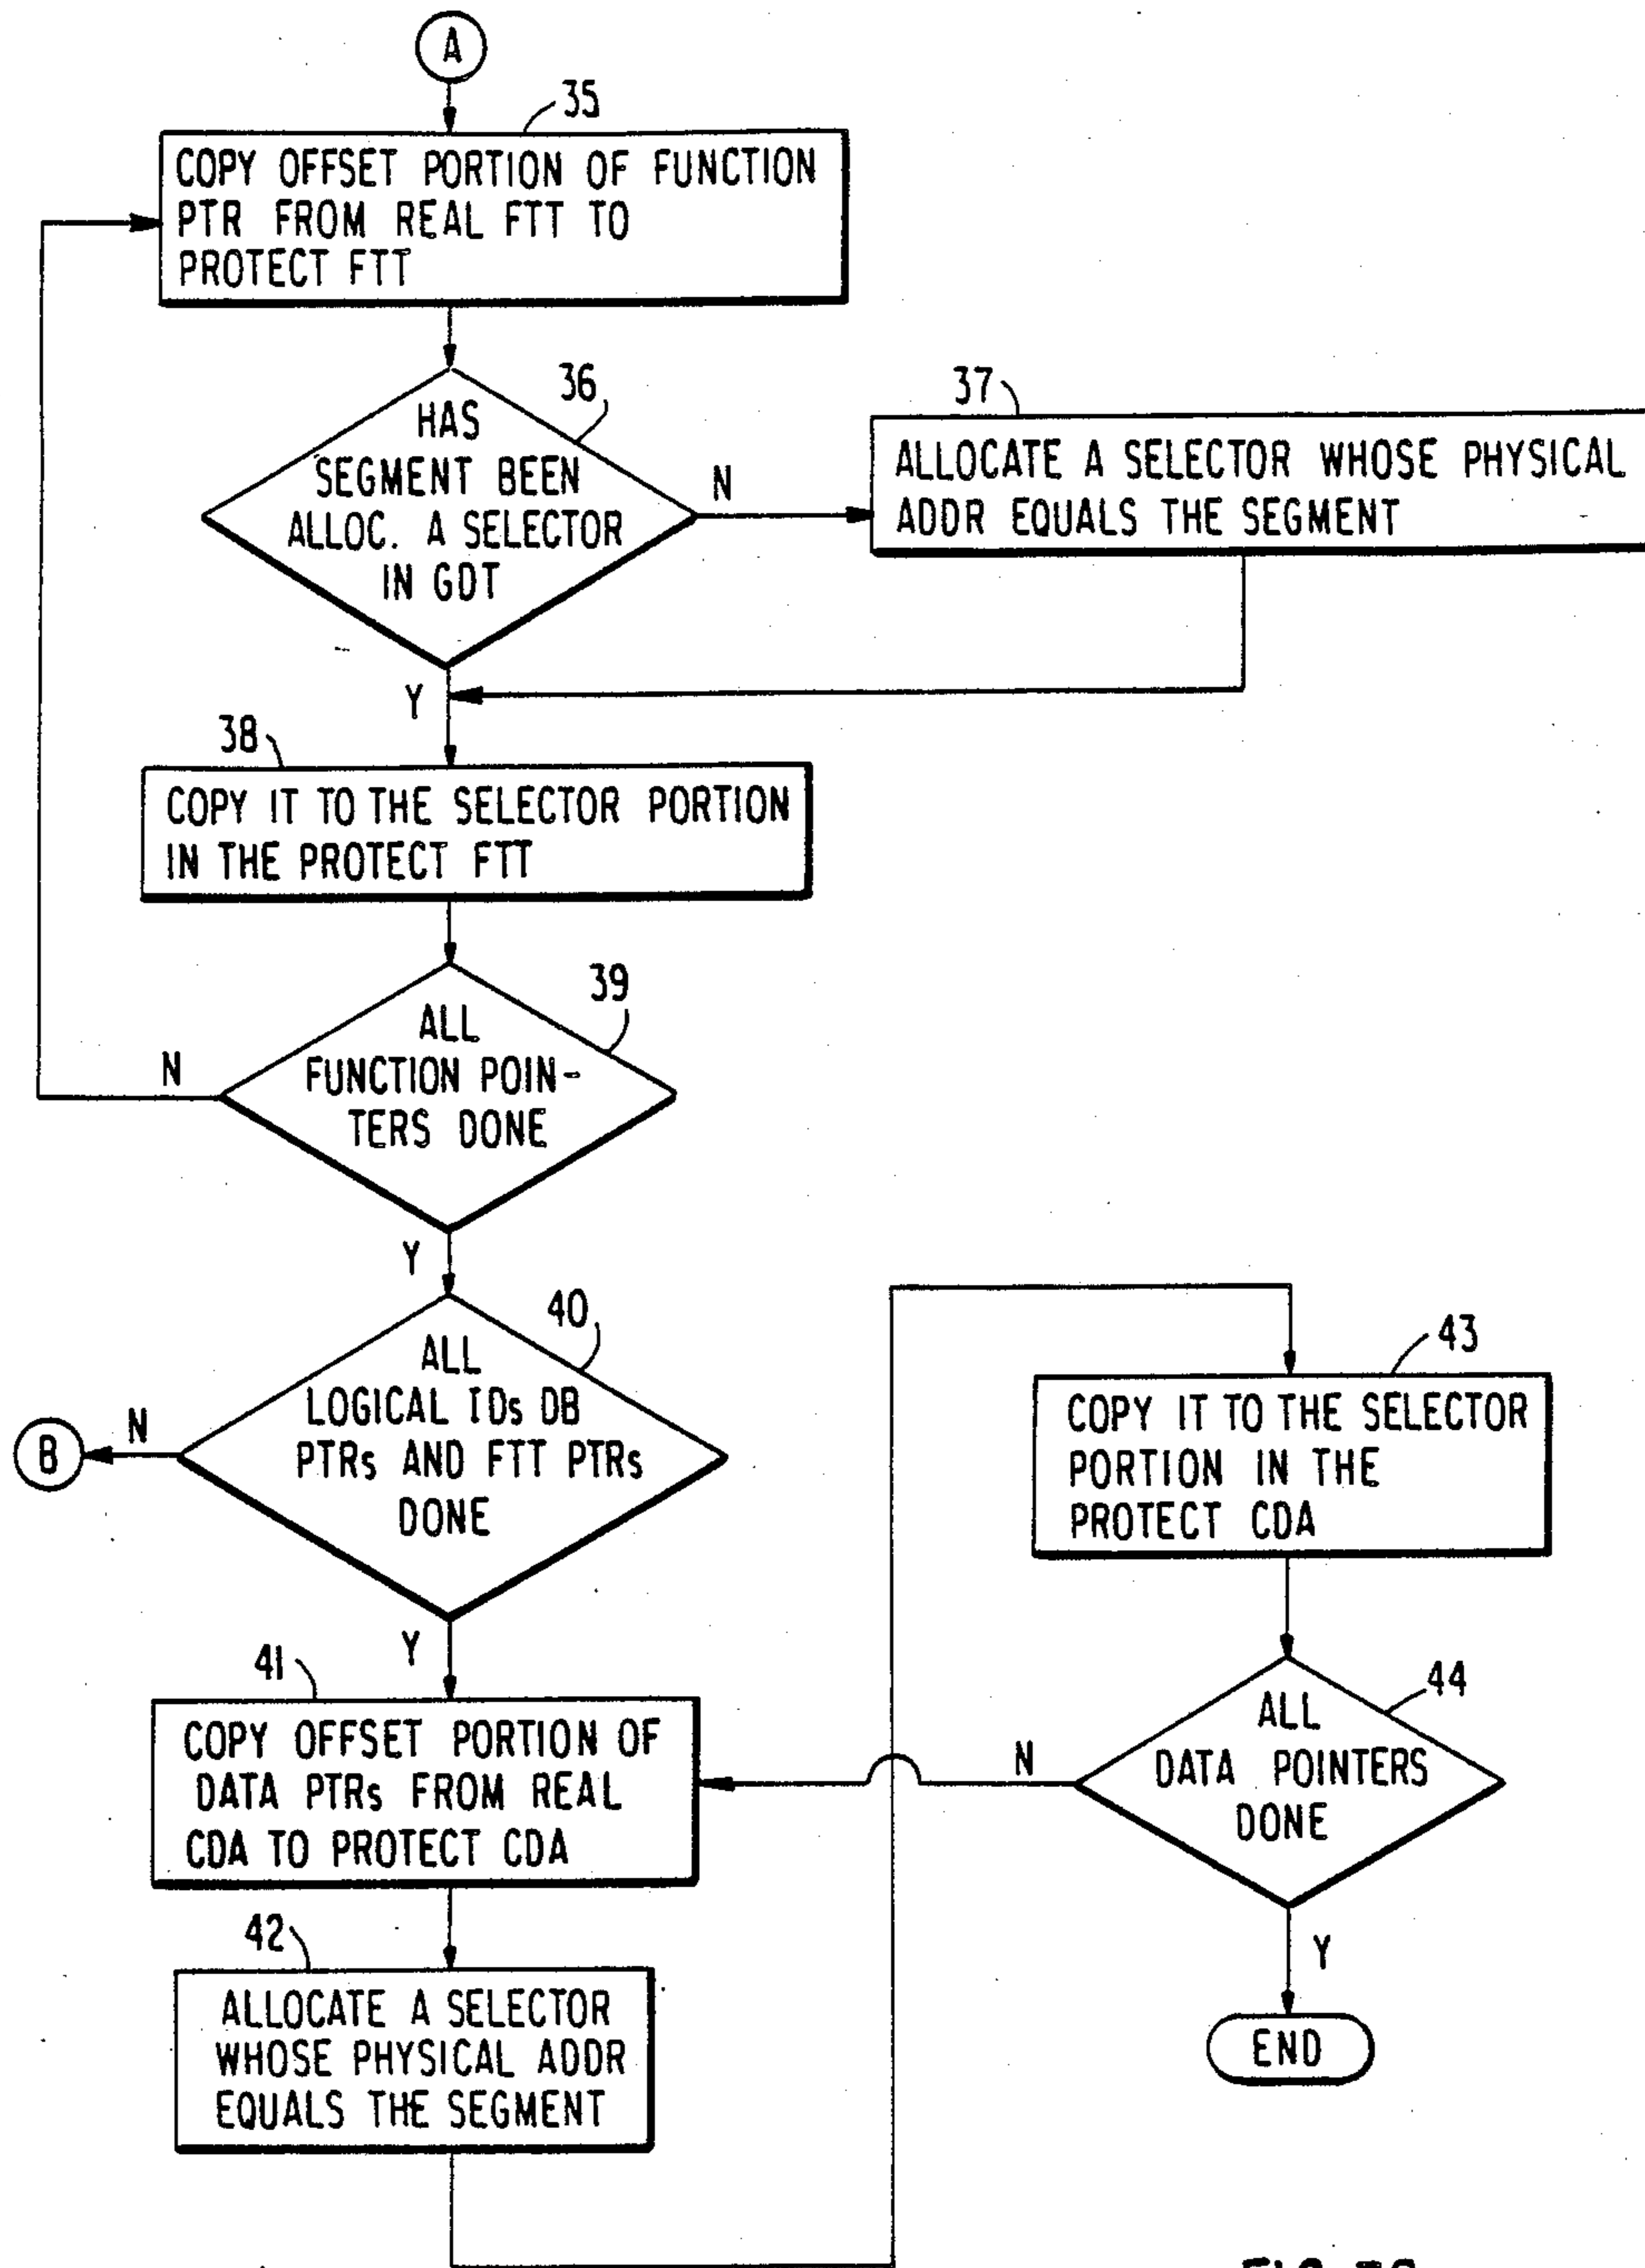 A
35
COPY OFFSET PORTION OF FUNCTION
PTR FROM REAL FTT TO
PROTECT FTT
36
HAS
SEGMENT BEEN
ALLOC. A SELECTOR
IN GDT
N
37
ALLOCATE A SELECTOR WHOSE PHYSICAL
ADDR EQUALS THE SEGMENT
Y
38
COPY IT TO THE SELECTOR PORTION
IN THE PROTECT FTT
39
ALL
FUNCTION POIN-
TERS DONE
N
Y
40
ALL
LOGICAL IDs DB
PTRs AND FTT PTRs
DONE
N
B
Y
41
COPY OFFSET PORTION OF
DATA PTRs FROM REAL
CDA TO PROTECT CDA
42
ALLOCATE A SELECTOR
WHOSE PHYSICAL ADDR
EQUALS THE SEGMENT
43
COPY IT TO THE SELECTOR
PORTION IN THE
PROTECT CDA
44
ALL
DATA POINTERS
DONE
N
Y
END